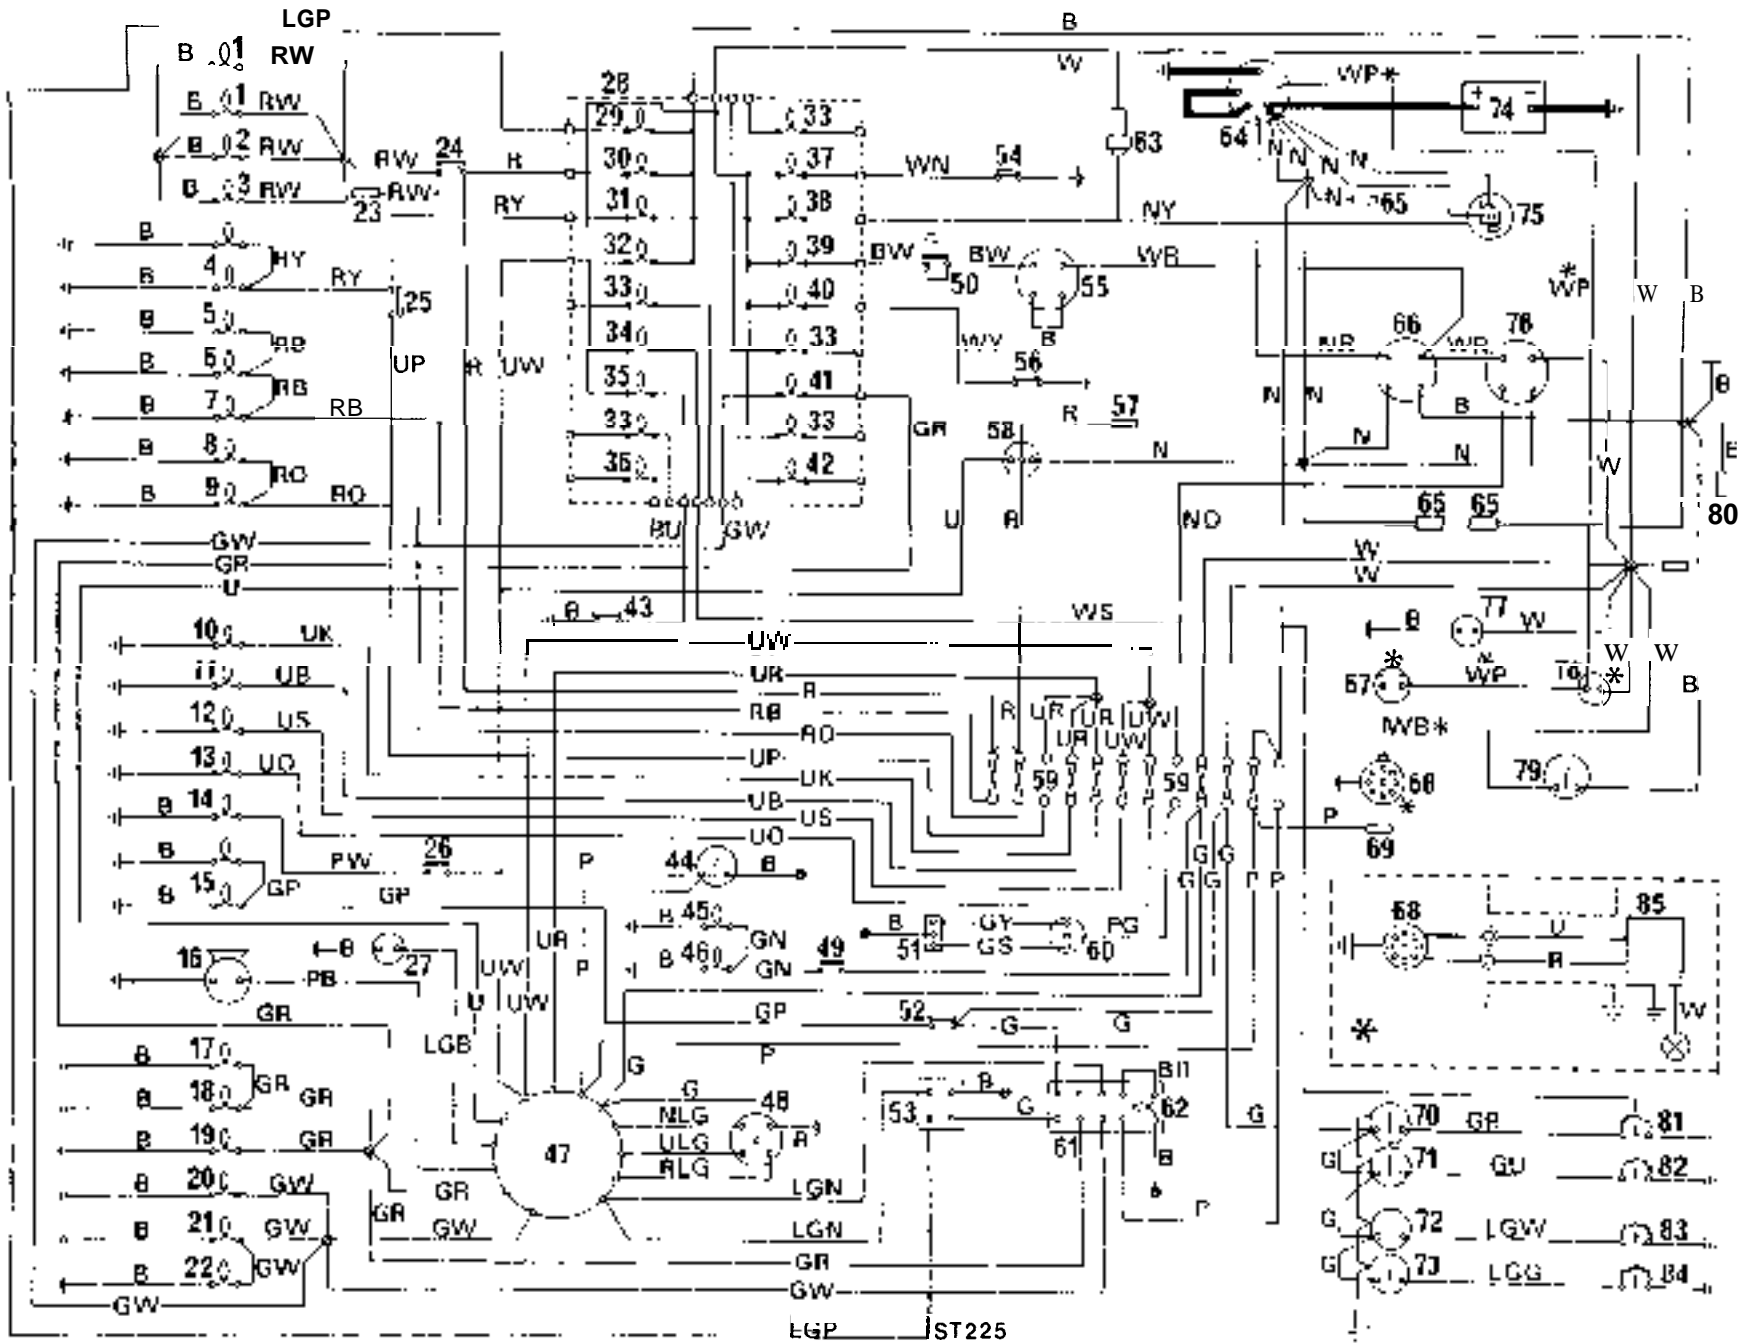 LGP
B
B 1 RW
W
WP*
B 1 RW
28
29 33
74
B 2 RW
RW 24 R
30 37
WN 54
64
63
N N N N
B 3 RW
23 RW
RY
31 38
NY
N 65
75
B
RY
32 39
BW 50 BW
55
WB
B 4 RY
25
33 40
B
*
WP
W B
B 5
RB
34 33
WY
56
66
76
NR
B 6
UP
R UW
35 41
R 57
B 7 RB
RB
33 33
GR
58
N N
B
B
B 8
RO
36 42
N
N
N
W
B 9 RO
U R
NO
65 65
80
BU GW
GW
GR
U
W
W
B 43
WS
77
B
W
10 UK
UW
W W
11 UB
UR
R
67 *
*
WP
*
B
12 US
RB
RO
R UR UR UW
UR UW
WB*
13 UO
UP
UK
59 59
68 *
79
B 14
UB
US
UO
P
69
B
PW 26
P
44 B
G G
G G P P
B 15 GP
GP
B 45
GN
B 51 GY
GS 60
PG
68
U
R
85
16 PB
B 27
UR
P
B 46 GN
49
UW
U UW
W
GR
GP
52 G
G
*
LGB
P
G
B 17
GR
B 18 GR
G
NLG
48
53
B
G
61
62
G
70 GP 81
B 19 GR
47
ULG
RLG
B
B
G 71 GU 82
B 20 GW
GR
LGN
P
GR
B 21 GW
GW
LGN
G 72 LGW 83
B 22 GW
GR
G 73 LGG 84
GW
GW
LGP ST225